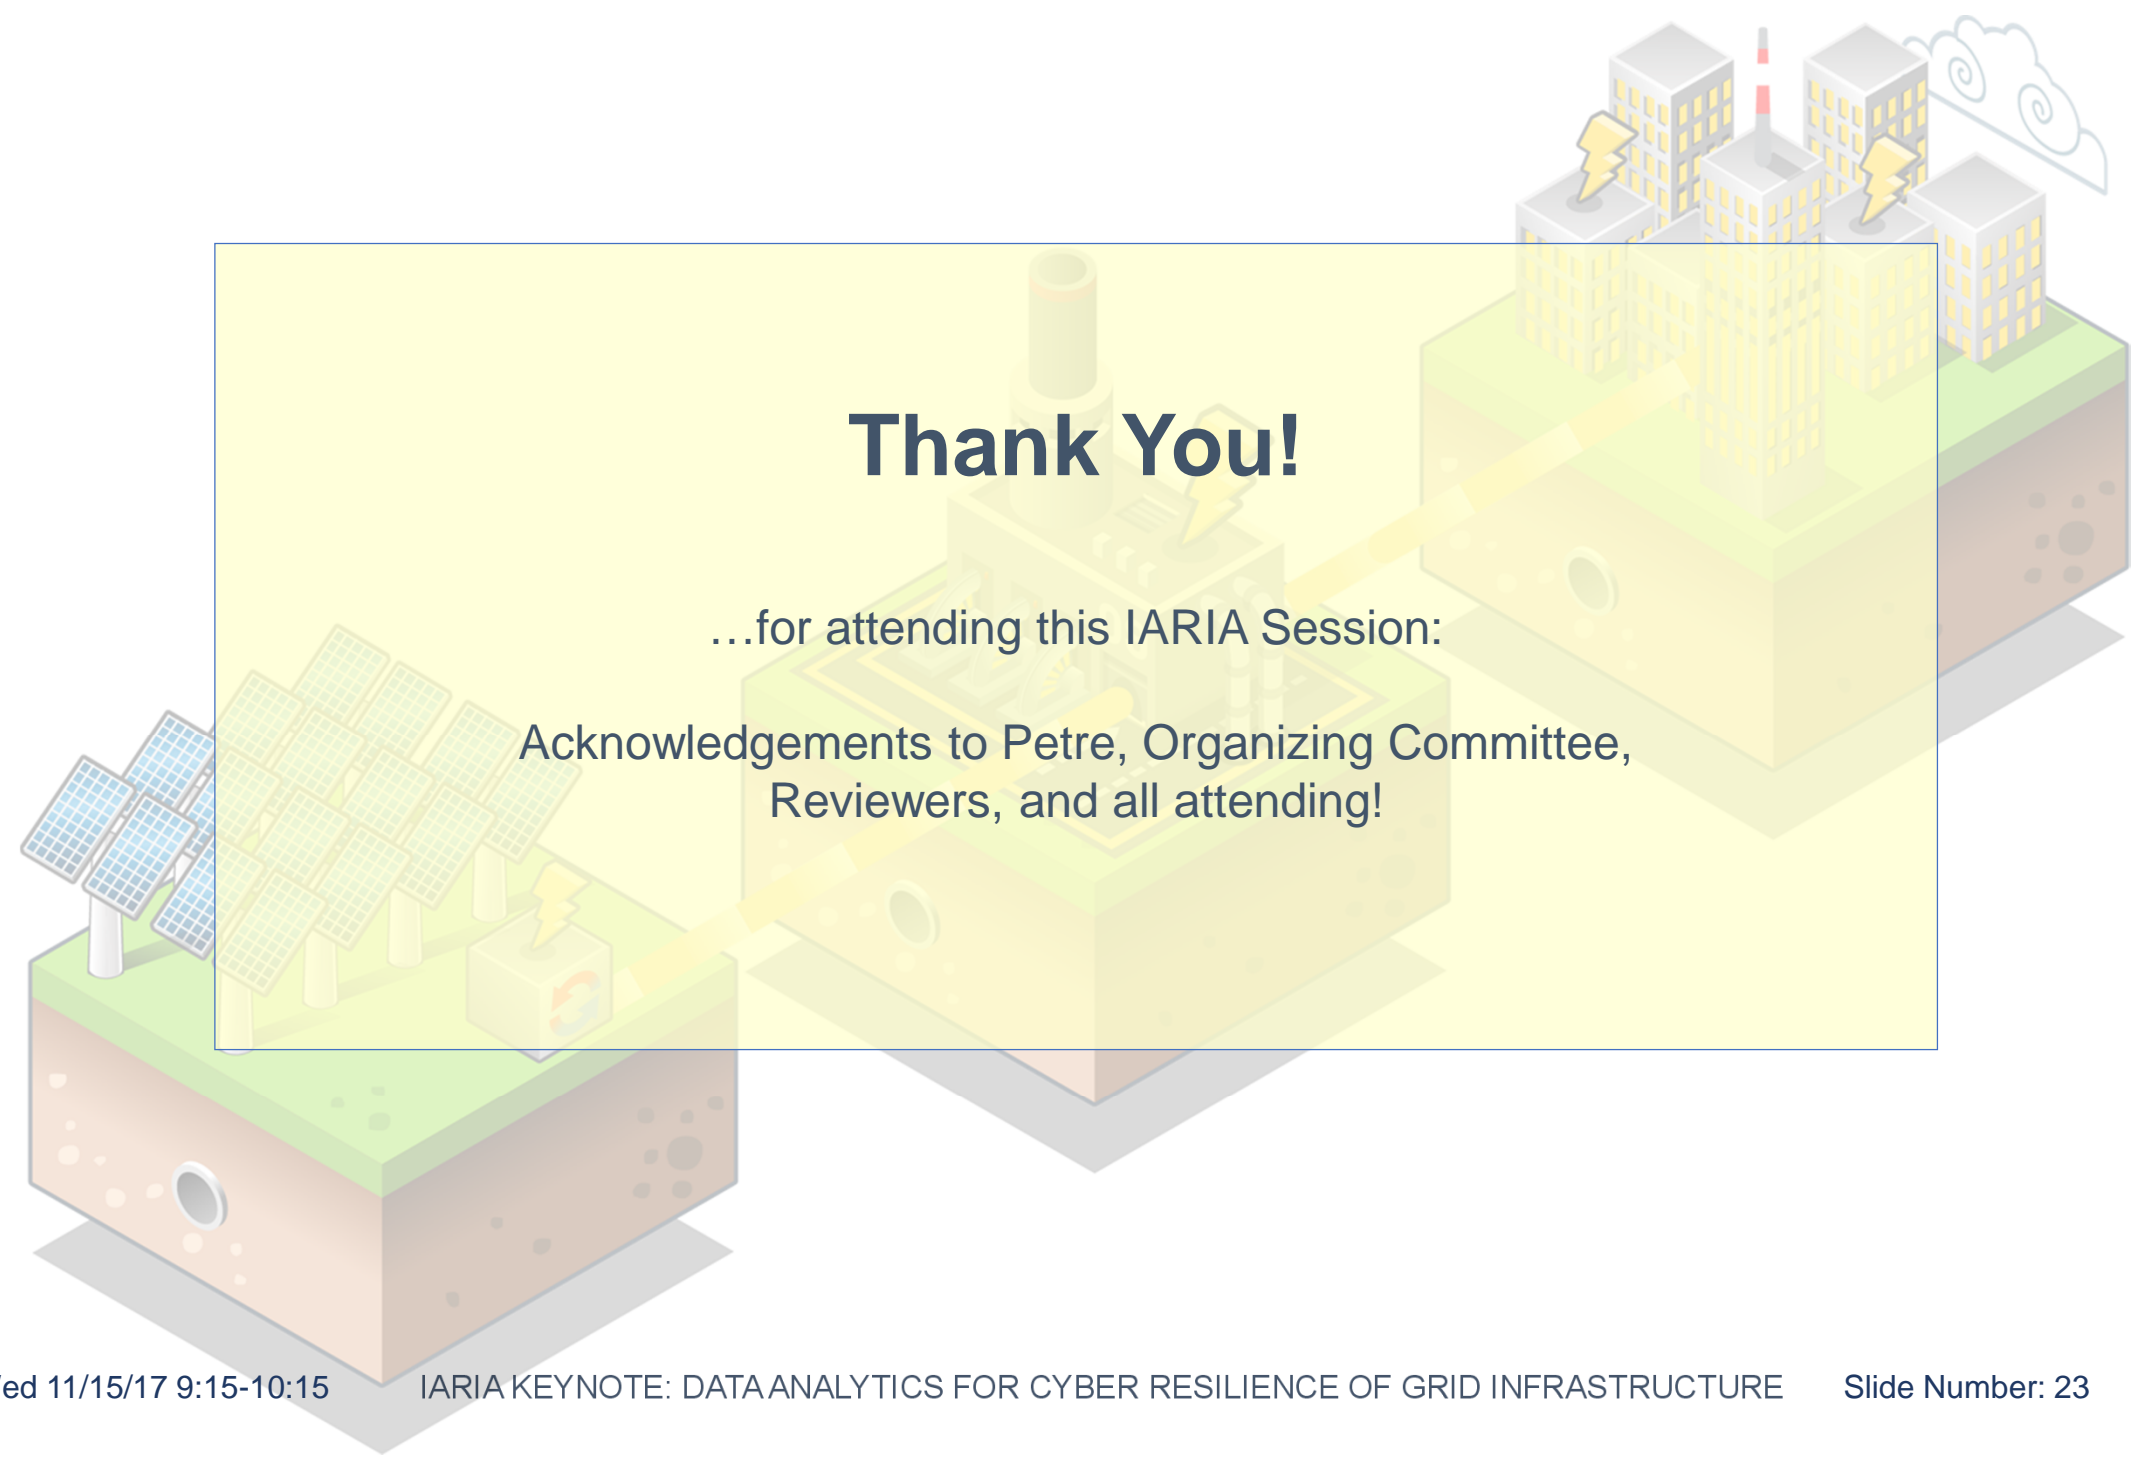 Thank You!
…for attending this IARIA Session:
Acknowledgements to Petre, Organizing Committee,
Reviewers, and all attending!
ed 11/15/17 9:15-10:15 IARIA KEYNOTE: DATA ANALYTICS FOR CYBER RESILIENCE OF GRID INFRASTRUCTURE Slide Number: 23